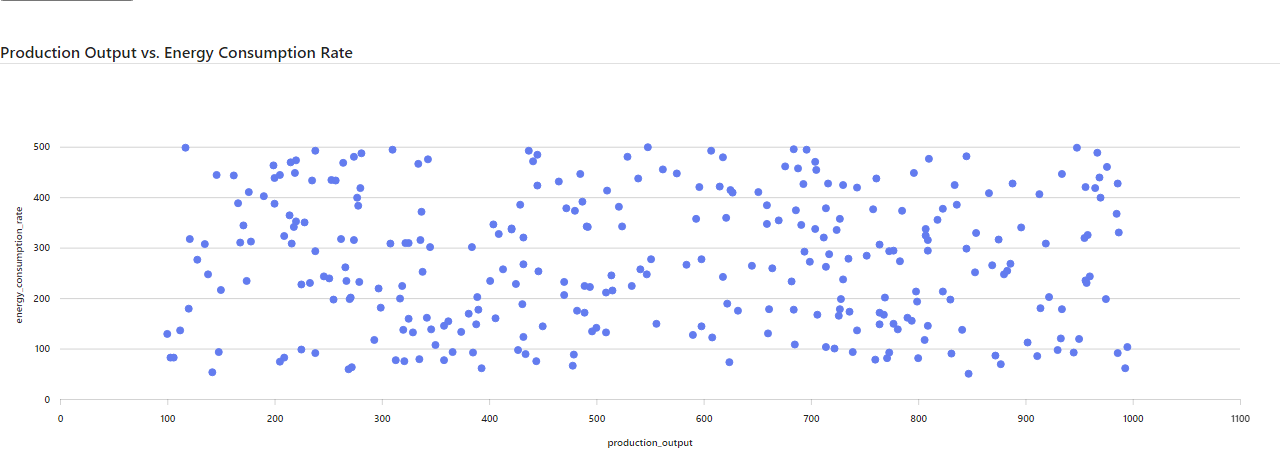 Production Output vs. Energy Consumption Rate
500
400
300
200
100
0
energy_consumption_rate
0 100 200 300 400 500 600 700 800 900 1000 1100
production_output